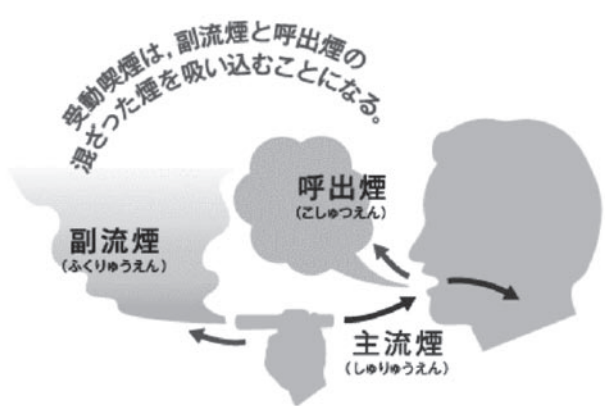 受動喫煙は，副流煙と呼出煙の
混ざった煙を吸い込むことになる。
呼出煙
（こしゅつえん）
副流煙
（ふくりゅうえん）
主流煙
（しゅりゅうえん）